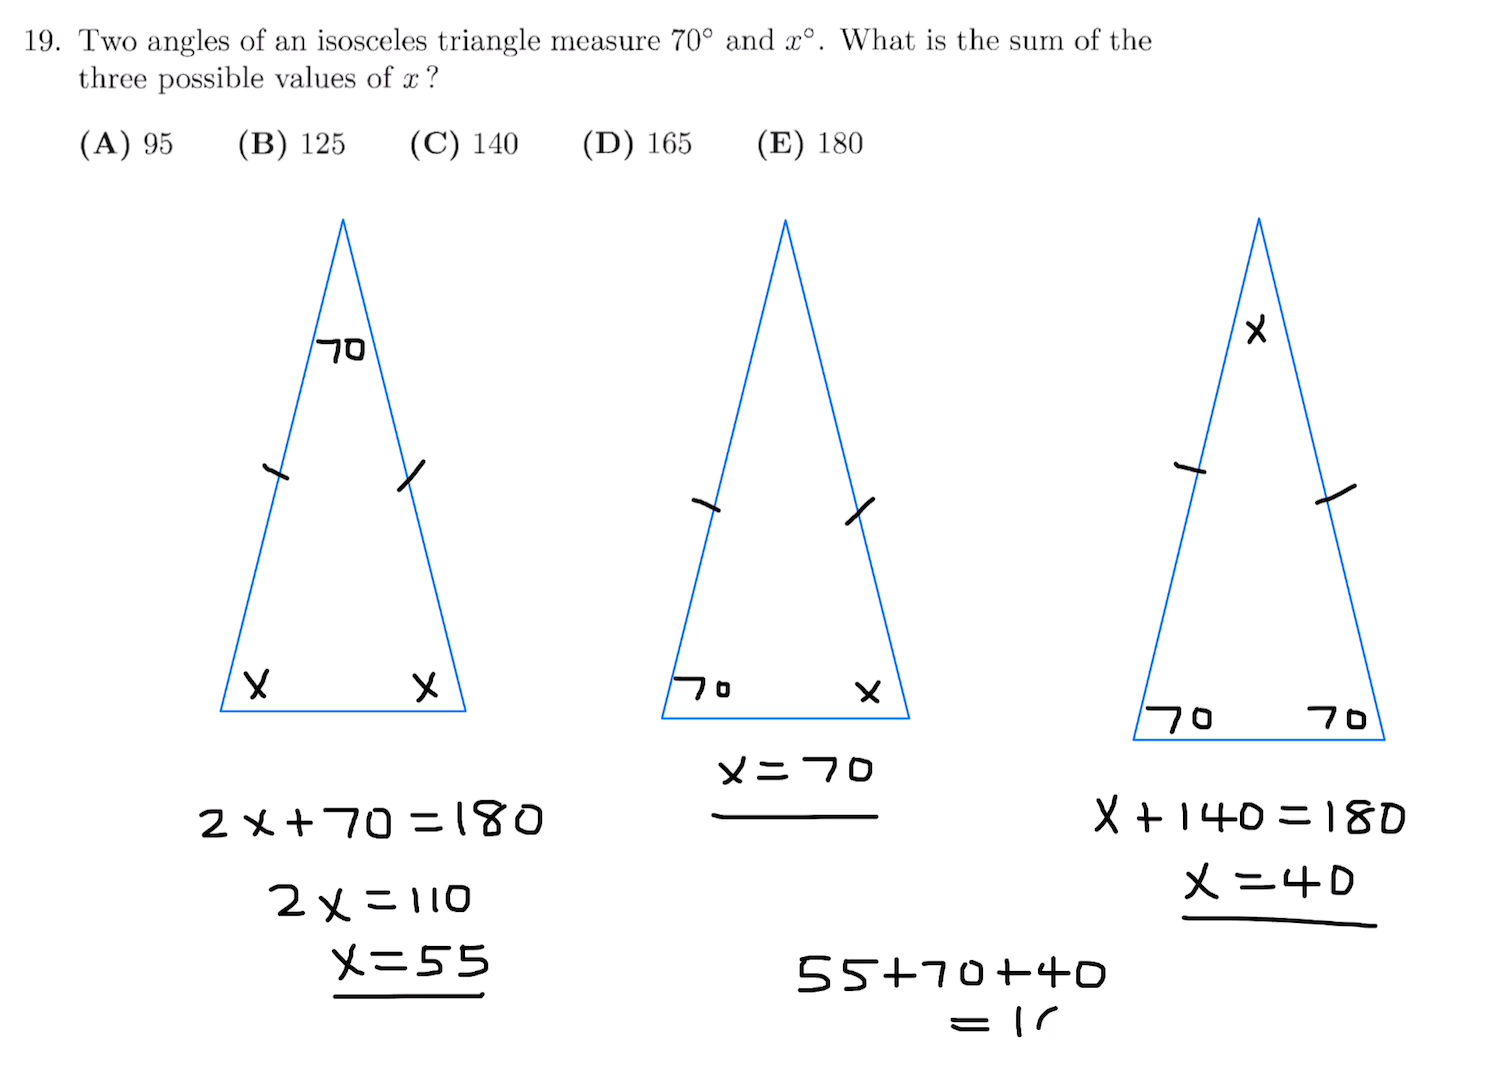 19. Two angles of an isosceles triangle measure 70° and x°. What is the sum of the
three possible values of x?
(A) 95 (B) 125 (C) 140 (D) 165 (E) 180
70
x x
2x+70=180
2x=110
x=55
70 x
x=70
x
70 70
x+140=180
x=40
55+70+40
= 1